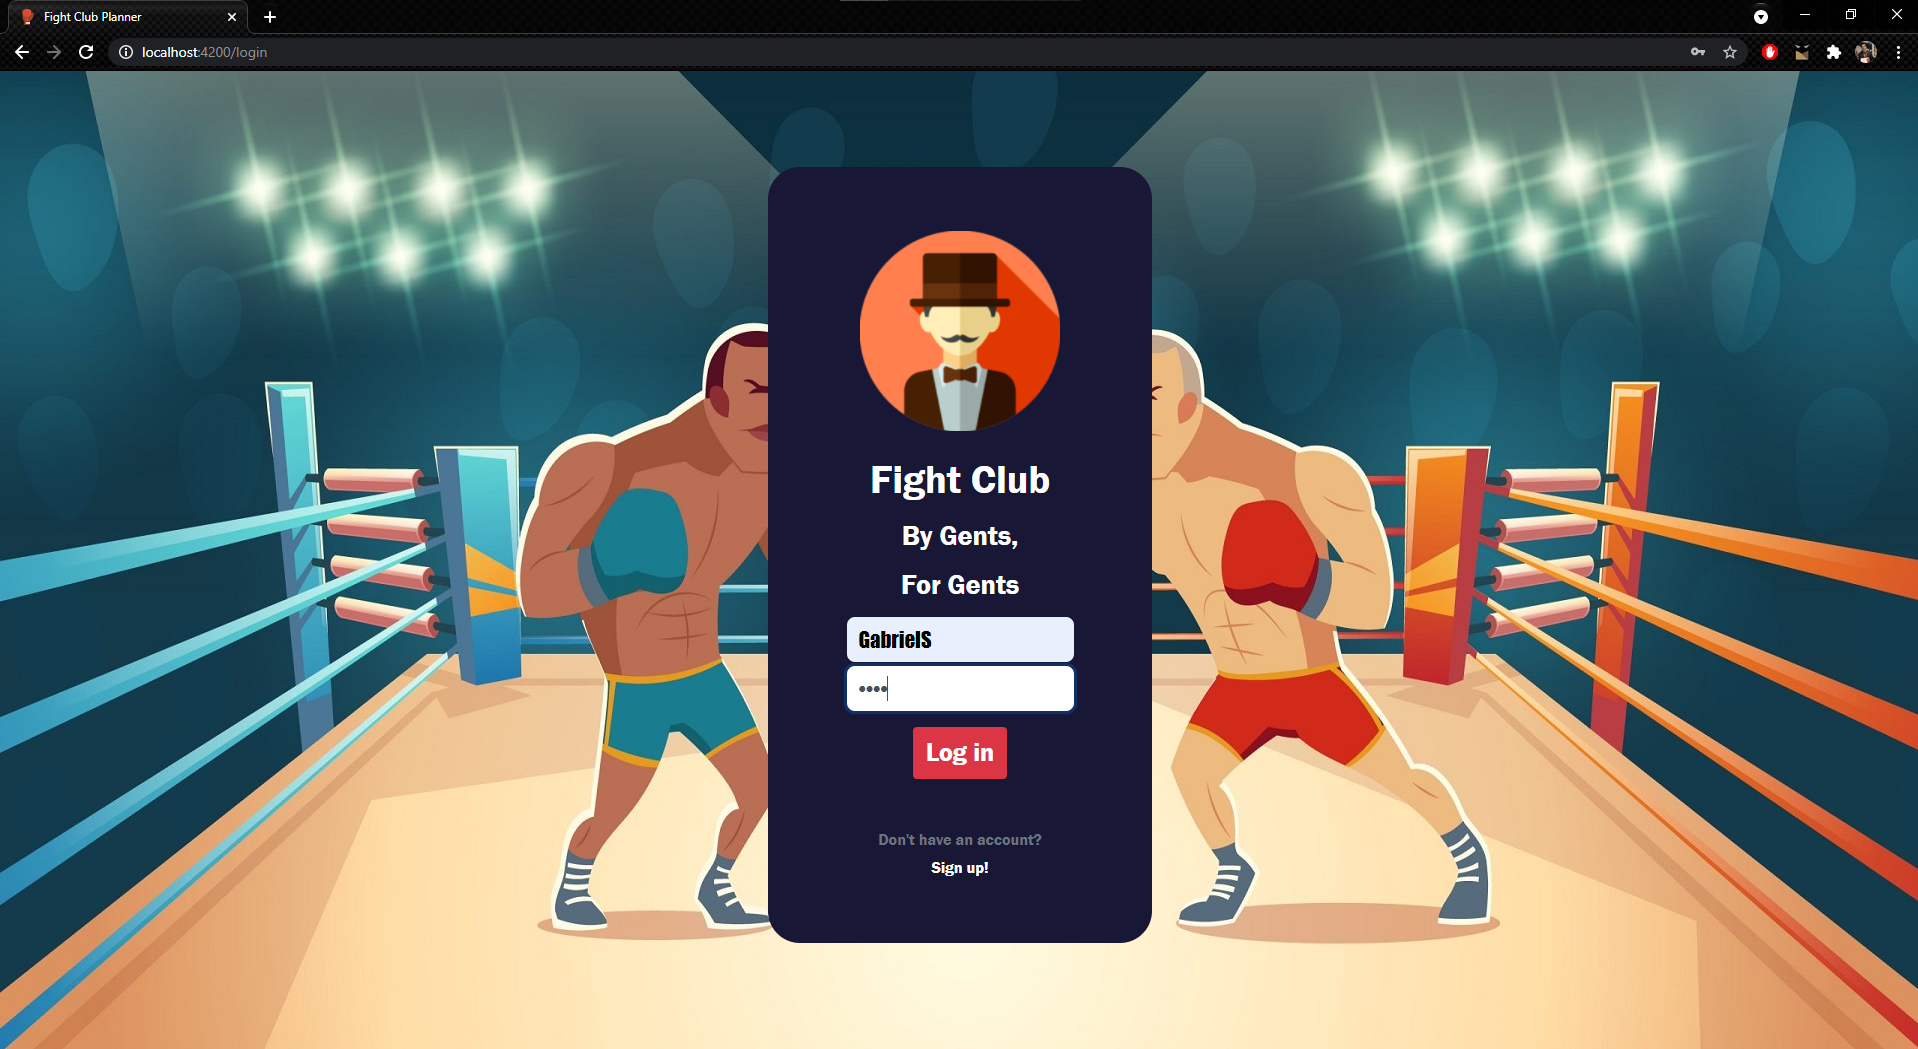 Fight Club Planner
localhost:4200/login
Fight Club
By Gents,
For Gents
GabrielS
••••
Log in
Don't have an account?
Sign up!